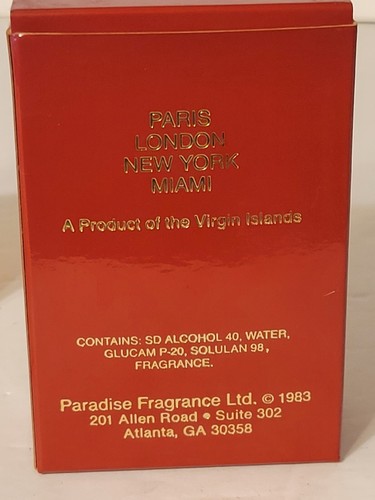 PARIS
LONDON
NEW YORK
MIAMI
A Product of the Virgin Islands
CONTAINS: SD ALCOHOL 40, WATER,
GLUCAM P-20, SOLULAN 98,
FRAGRANCE.
Paradise Fragrance Ltd. © 1983
201 Allen Road • Suite 302
Atlanta, GA 30358